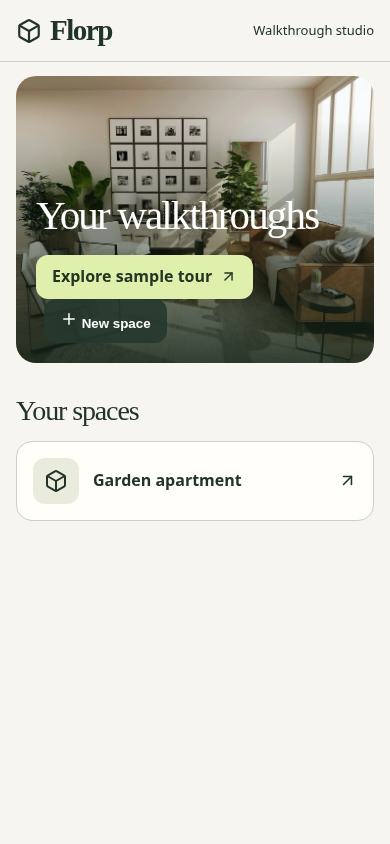 Florp
Walkthrough studio
Your walkthroughs
Explore sample tour
New space
Your spaces
Garden apartment